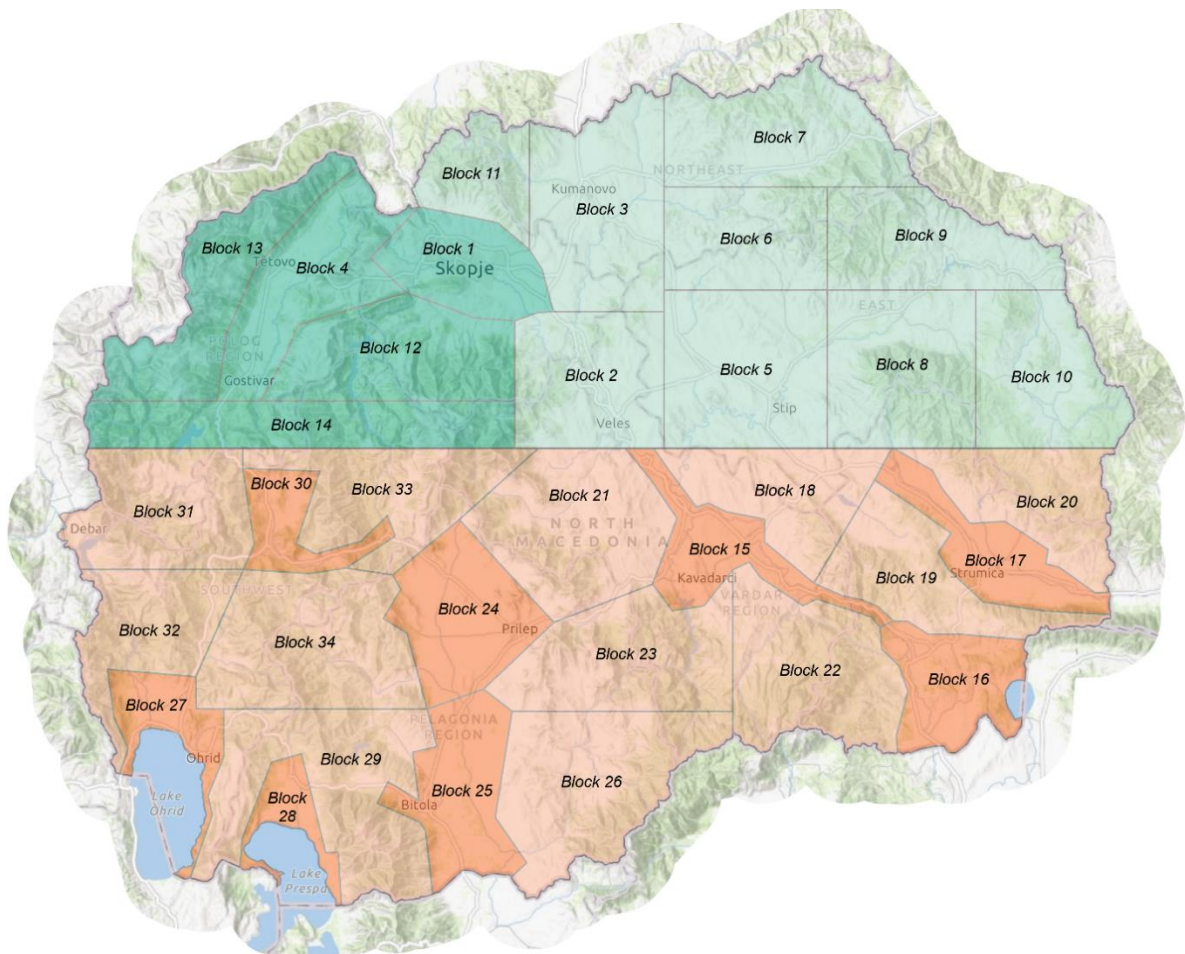 Block 7
Block 11
NORTHEAST
Kumanovo
Block 3
Block 13
Block 1
Block 6
Block 9
Tetovo
Block 4
Skopje
EAST
POLOG
REGION
Block 12
Block 2
Block 5
Block 8
Block 10
Gostivar
Stip
Block 14
Veles
Block 30
Block 33
Block 21
Block 18
Block 20
Block 31
Debar
NORTH
MACEDONIA
Block 15
Block 17
Kavadarci
Block 19
Strumica
SOUTHWEST
VARDAR
REGION
Block 24
Block 32
Prilep
Block 34
Block 23
Block 22
Block 16
Block 27
PELAGONIA
REGION
Ohrid
Block 29
Block 26
Block
28
Block 25
Bitola
Lake
Ohrid
Lake
Prespa